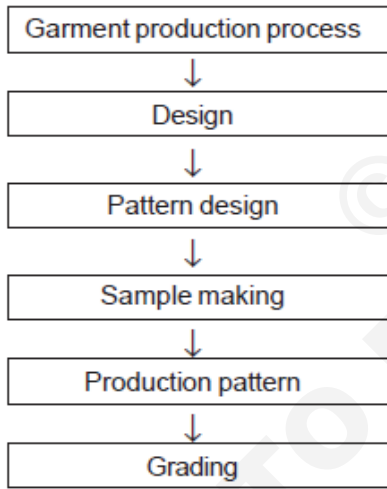 Garment production process
↓
Design
↓
Pattern design
↓
Sample making
↓
Production pattern
↓
Grading